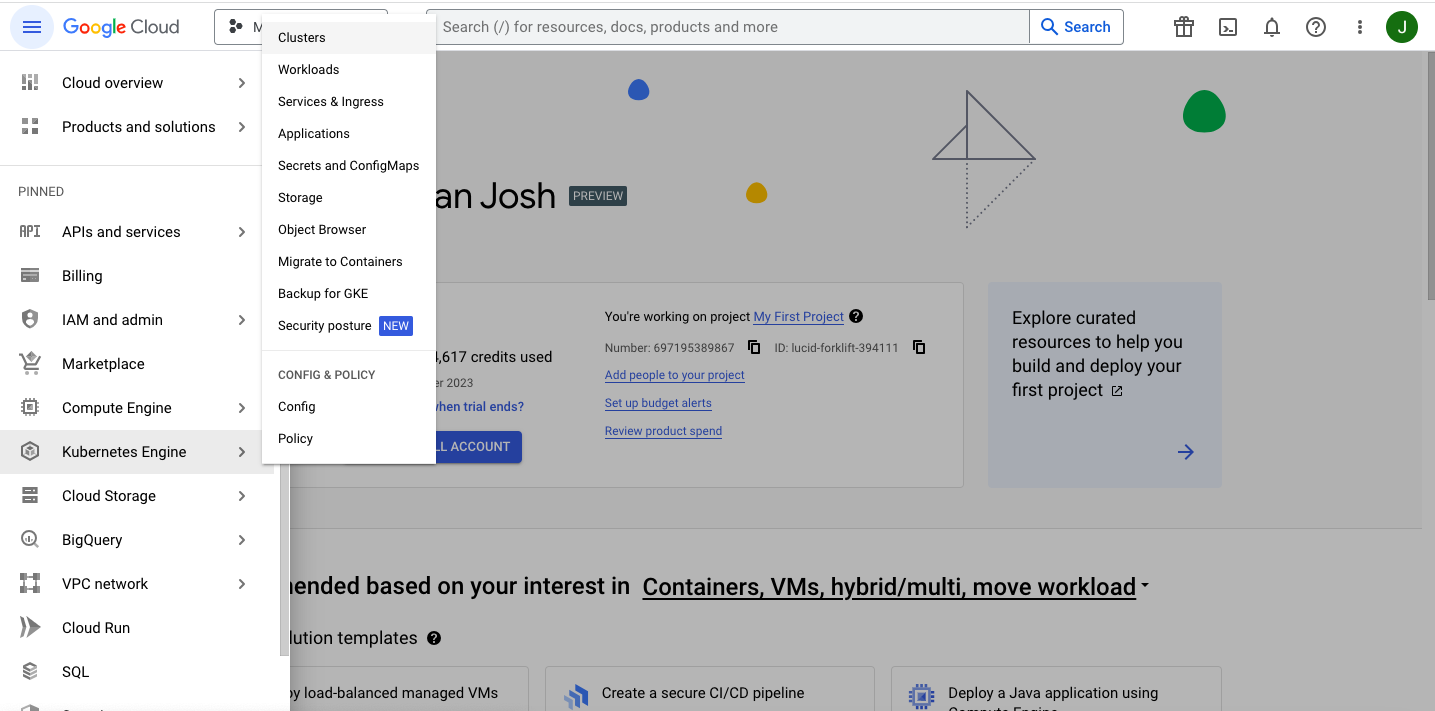 Google Cloud
M
Search (/) for resources, docs, products and more
Search
J
Cloud overview
Products and solutions
PINNED
APIs and services
Billing
IAM and admin
Marketplace
Compute Engine
Kubernetes Engine
Cloud Storage
BigQuery
VPC network
Cloud Run
SQL
Clusters
Workloads
Services & Ingress
Applications
Secrets and ConfigMaps
Storage
Object Browser
Migrate to Containers
Backup for GKE
Security posture NEW
CONFIG & POLICY
Config
Policy
an Josh PREVIEW
4,617 credits used
er 2023
when trial ends?
LL ACCOUNT
You're working on project My First Project
Number: 697195389867 ID: lucid-forklift-394111
Add people to your project
Set up budget alerts
Review product spend
Explore curated
resources to help you
build and deploy your
first project
ended based on your interest in Containers, VMs, hybrid/multi, move workload
lution templates
oy load-balanced managed VMs
Create a secure CI/CD pipeline
Deploy a Java application using
Compute Engine